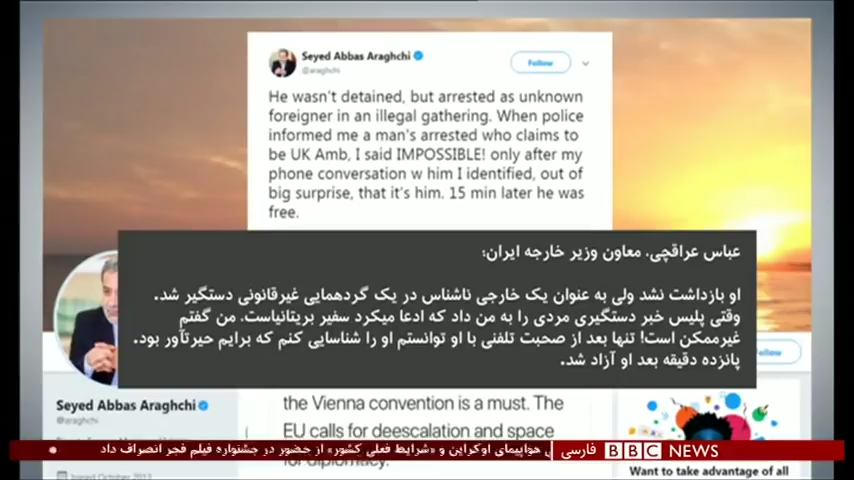 Seyed Abbas Araghchi
@araghchi
Follow
He wasn't detained, but arrested as unknown
foreigner in an illegal gathering. When police
informed me a man's arrested who claims to
be UK Amb, I said IMPOSSIBLE! only after my
phone conversation w him I identified, out of
big surprise, that it's him. 15 min later he was
free.
عباس عراقچی، معاون وزیر خارجه ایران؛
او بازداشت نشد ولی به عنوان یک خارجی ناشناس در یک گردهمایی غیرقانونی دستگیر شد.
وقتی پلیس خبر دستگیری مردی را به من داد که ادعا میکرد سفیر بریتانیاست، من گفتم
غیرممکن است! تنها بعد از صحبت تلفنی با او توانستم او را شناسایی کنم که برایم حیرت‌آور بود.
پانزده دقیقه بعد او آزاد شد.
Follow
Seyed Abbas Araghchi
@araghchi
Joined October 2013
the Vienna convention is a must. The
EU calls for deescalation and space
for diplomacy.
هواپیمای اوکراین و شرایط فعلی کشور» از حضور در جشنواره فیلم فجر انصراف داد
BBC NEWS فارسی
Want to take advantage of all